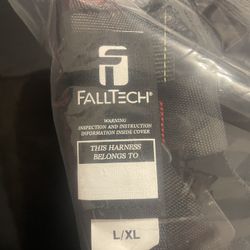 FALLTECH®
WARNING
INSPECTION AND INSTRUCTION
INFORMATION INSIDE COVER
THIS HARNESS
BELONGS TO
L/XL